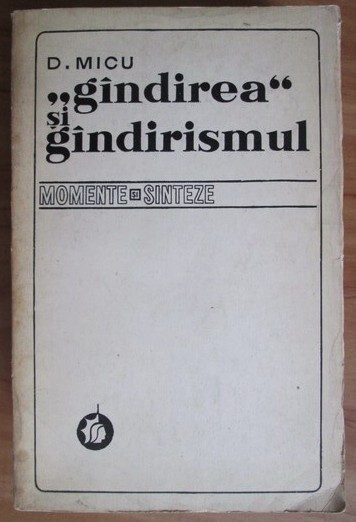 D. MICU
„gîndirea“
și
gîndirismul
MOMENTE ȘI SINTEZE